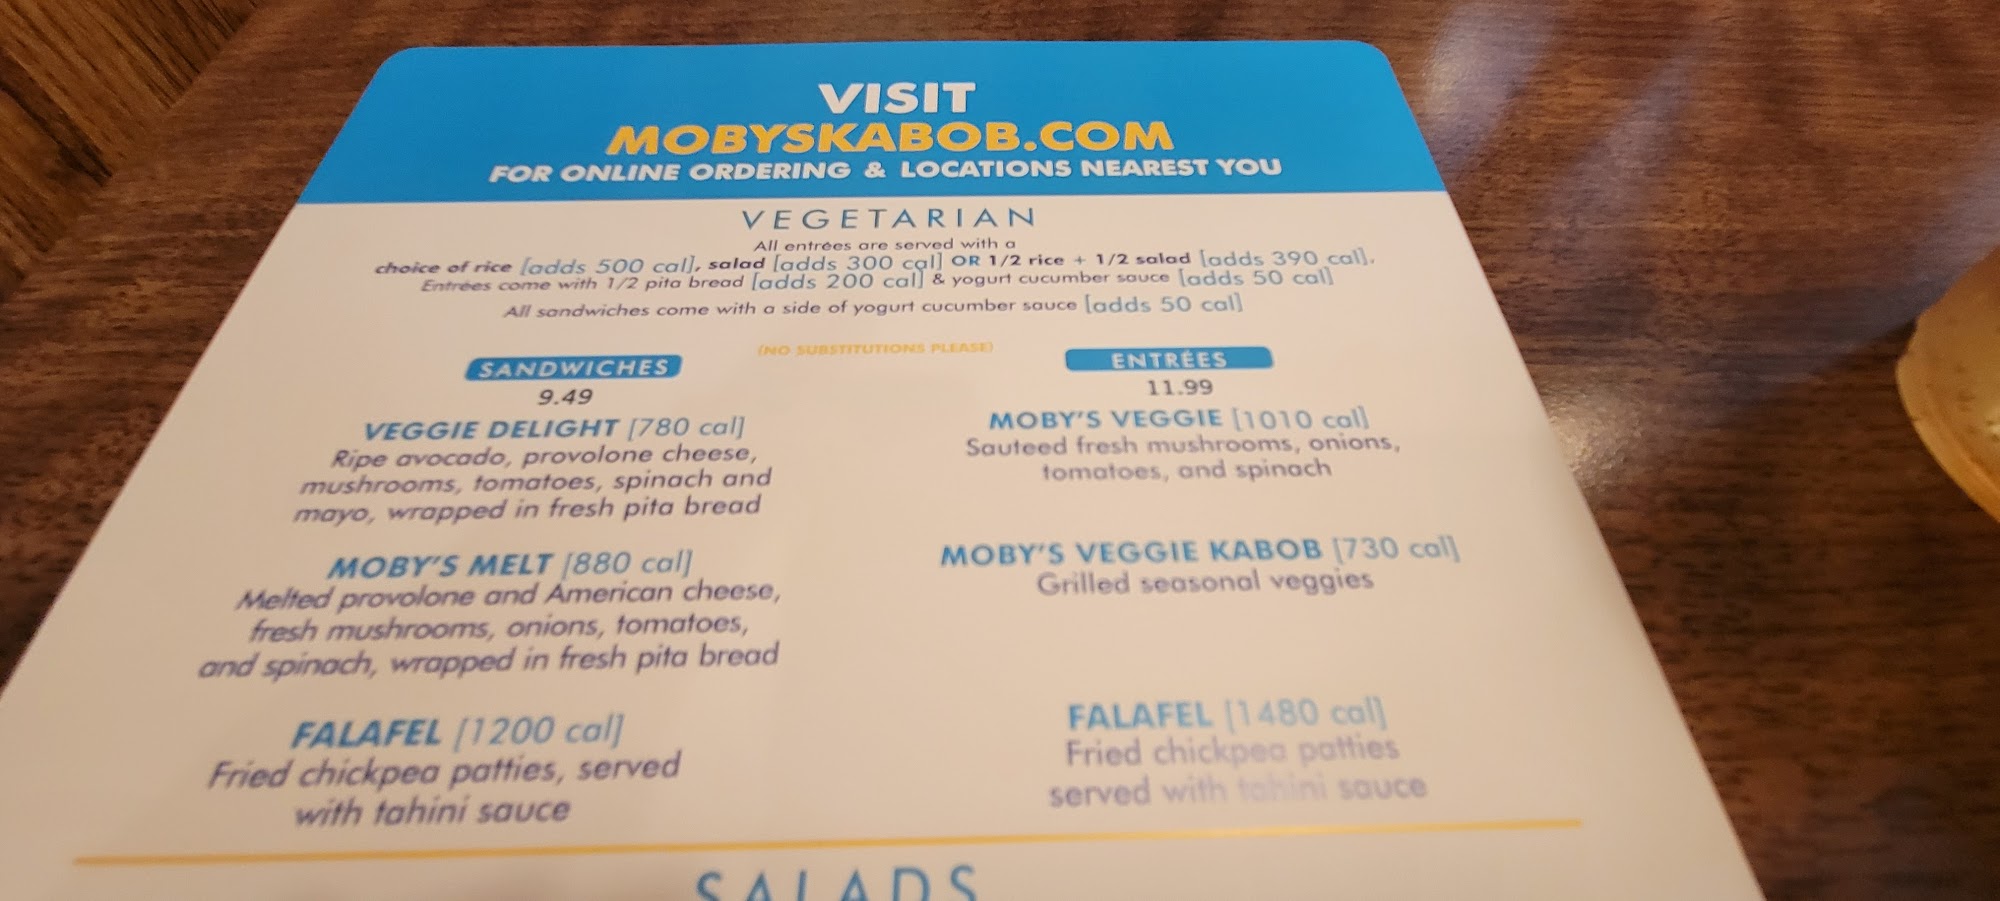 VISIT
MOBYSKABOB.COM
FOR ONLINE ORDERING & LOCATIONS NEAREST YOU
VEGETARIAN
All entrées are served with a
choice of rice [adds 500 cal], salad [adds 300 cal] OR 1/2 rice + 1/2 salad [adds 390 cal].
Entrées come with 1/2 pita bread [adds 200 cal] & yogurt cucumber sauce [adds 50 cal]
All sandwiches come with a side of yogurt cucumber sauce [adds 50 cal]
(NO SUBSTITUTIONS PLEASE)
SANDWICHES
9.49
VEGGIE DELIGHT [780 cal]
Ripe avocado, provolone cheese,
mushrooms, tomatoes, spinach and
mayo, wrapped in fresh pita bread
MOBY'S MELT [880 cal]
Melted provolone and American cheese,
fresh mushrooms, onions, tomatoes,
and spinach, wrapped in fresh pita bread
FALAFEL [1200 cal]
Fried chickpea patties, served
with tahini sauce
ENTRÉES
11.99
MOBY'S VEGGIE [1010 cal]
Sauteed fresh mushrooms, onions,
tomatoes, and spinach
MOBY'S VEGGIE KABOB [730 cal]
Grilled seasonal veggies
FALAFEL [1480 cal]
Fried chickpea patties
served with tahini sauce
SALADS